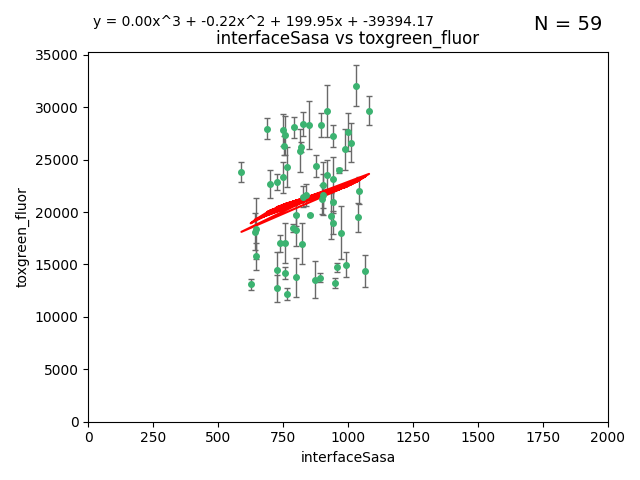 y = 0.00x^3 + -0.22x^2 + 199.95x + -39394.17
N = 59
interfaceSasa vs toxgreen_fluor
35000
30000
25000
20000
15000
10000
5000
0
toxgreen_fluor
0 250 500 750 1000 1250 1500 1750 2000
interfaceSasa